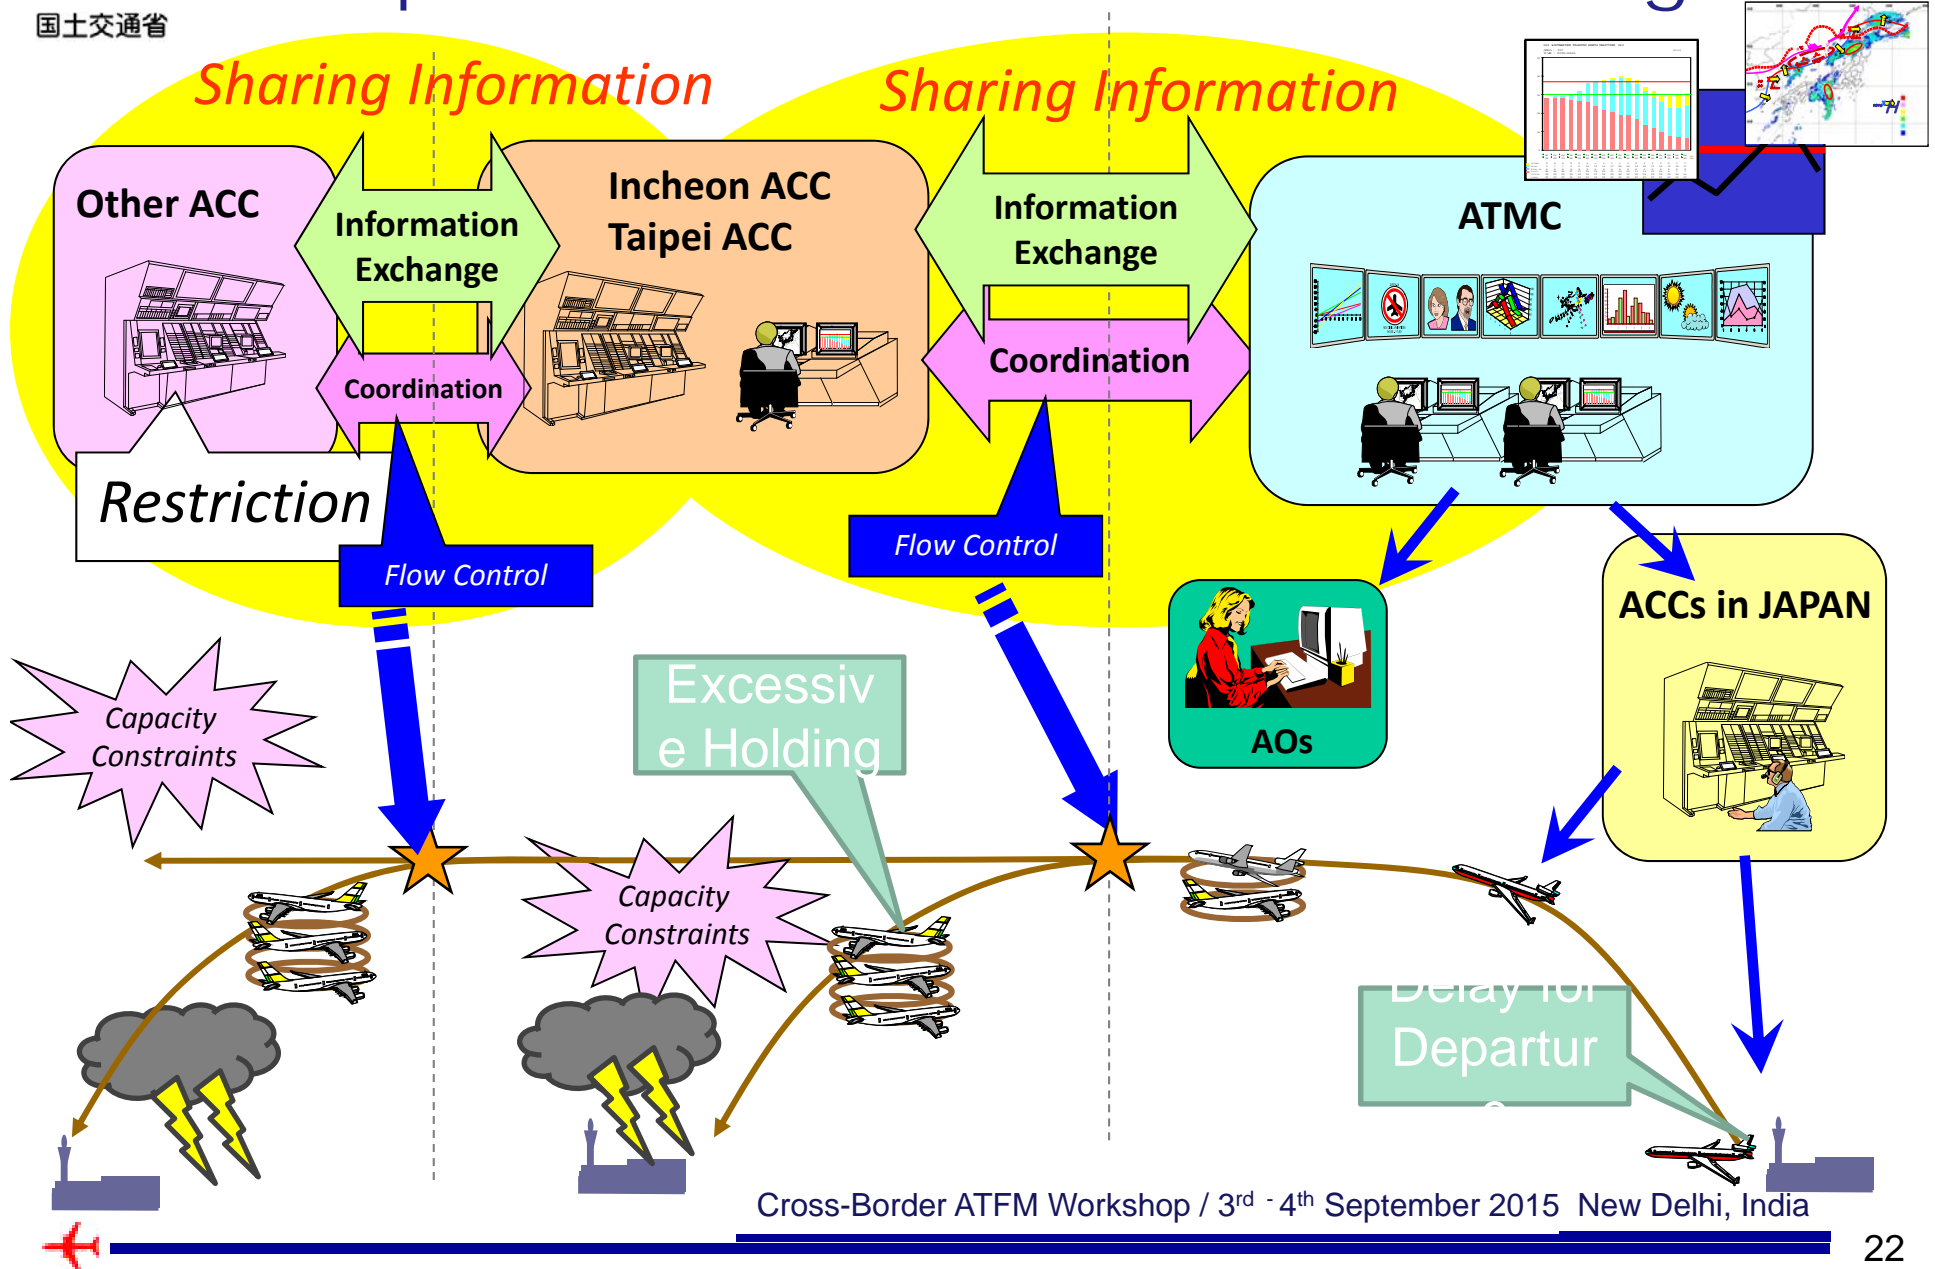 国土交通省
Sharing Information
Sharing Information
Other ACC
Information
Exchange
Coordination
Incheon ACC
Taipei ACC
Information
Exchange
Coordination
ATMC
Restriction
Flow Control
Flow Control
ACCs in JAPAN
AOs
Capacity
Constraints
Excessiv
e Holding
Capacity
Constraints
Delay for
Departur
e
Cross-Border ATFM Workshop / 3rd - 4th September 2015 New Delhi, India
22